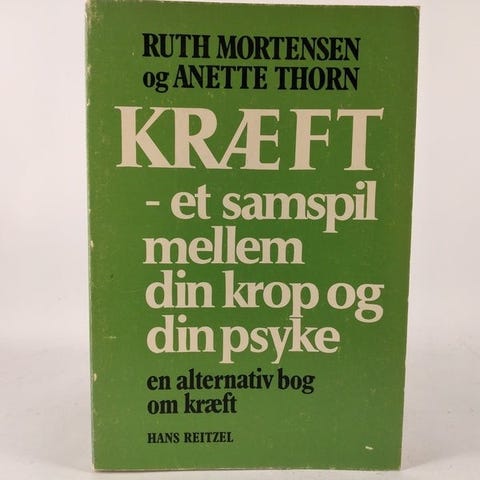 RUTH MORTENSEN
og ANETTE THORN
KRÆFT
- et samspil
mellem
din krop og
din psyke
en alternativ bog
om kræft
HANS REITZEL